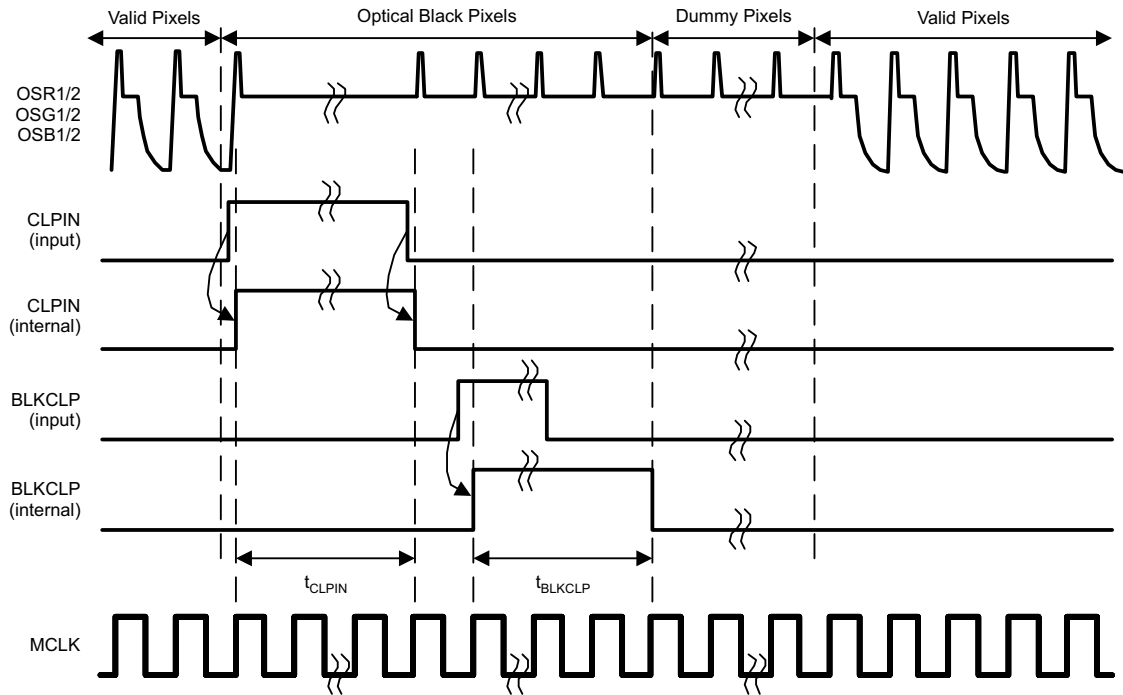 Valid Pixels
Optical Black Pixels
Dummy Pixels
Valid Pixels
OSR1/2
OSG1/2
OSB1/2
CLPIN
(input)
CLPIN
(internal)
BLKCLP
(input)
BLKCLP
(internal)
tCLPIN
tBLKCLP
MCLK